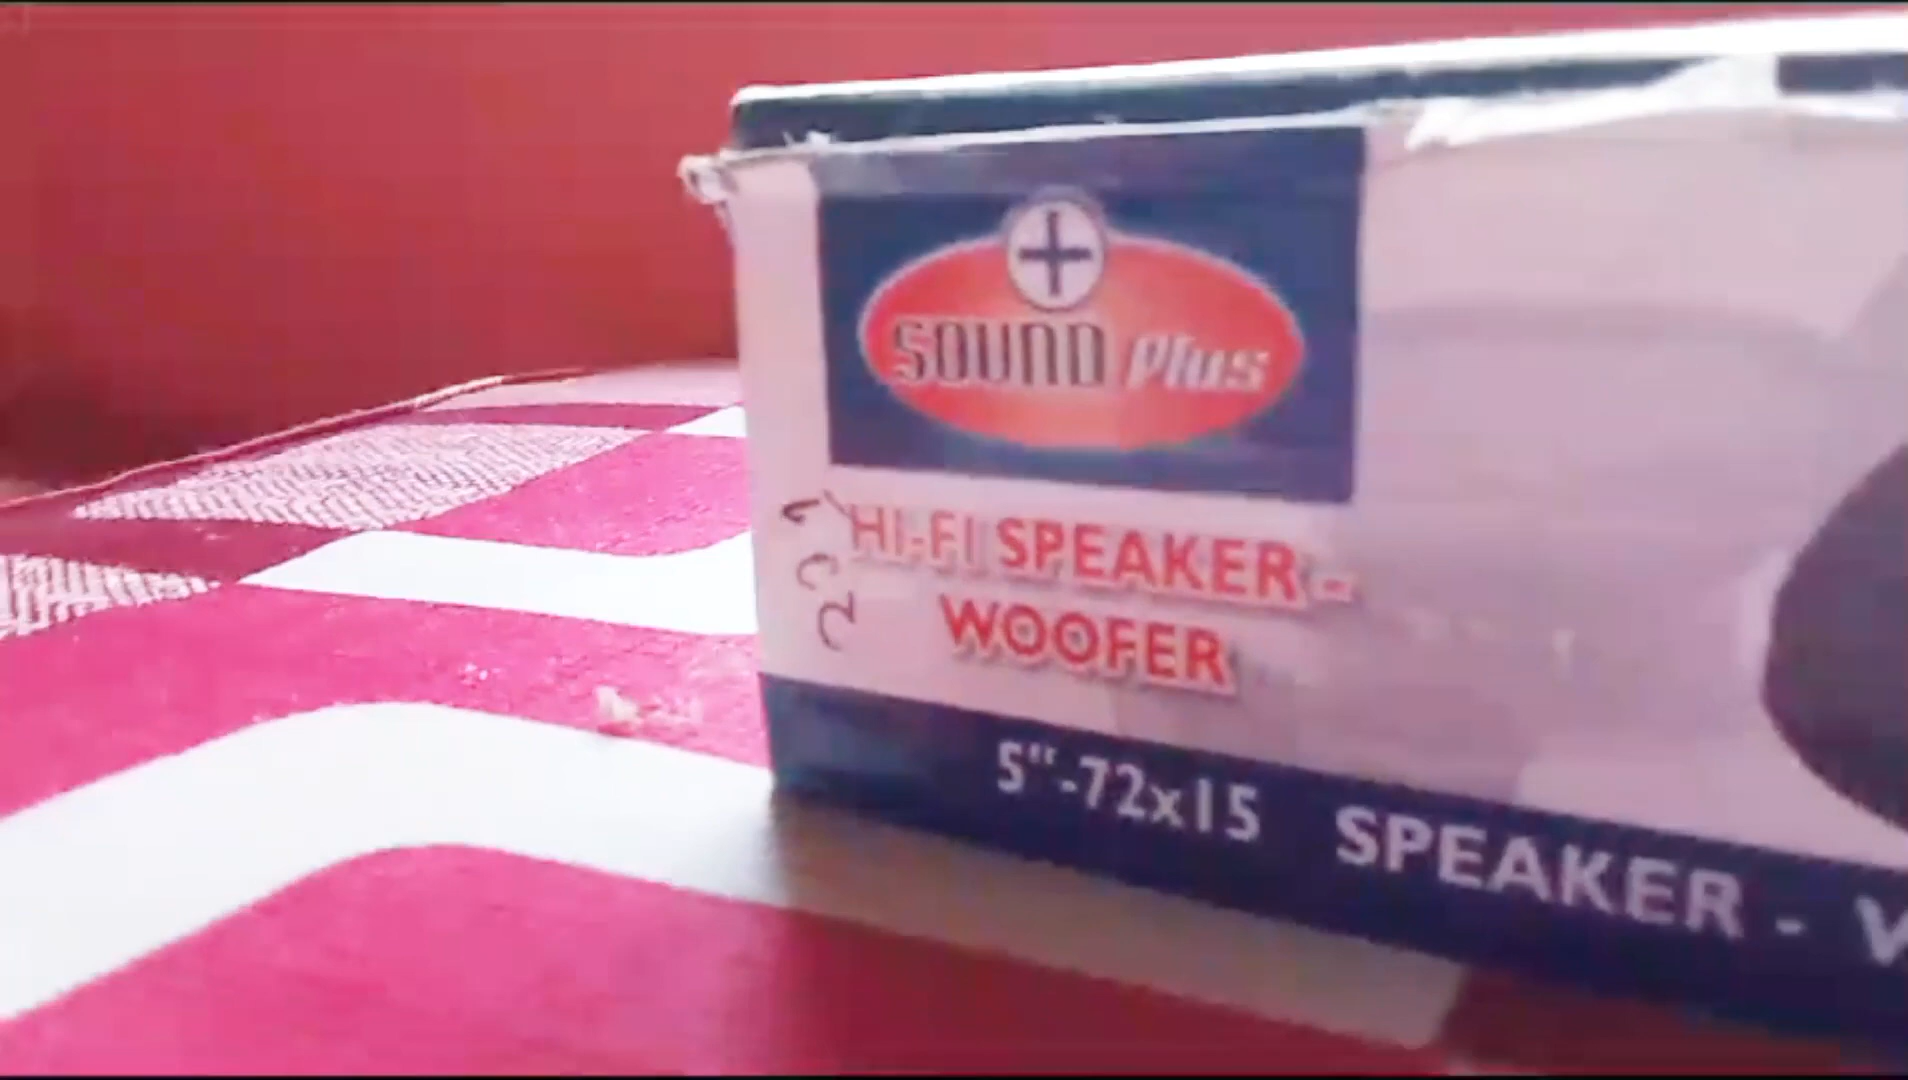 SOUND Plus
HI-FI SPEAKER -
WOOFER
5"-72x15 SPEAKER -